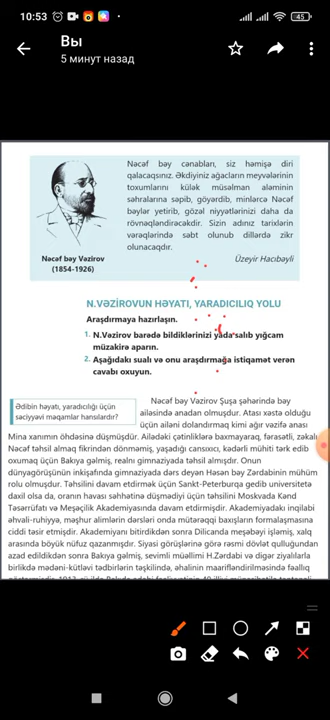 10:53
45
Вы
5 минут назад
Nəcəf bəy cənabları, siz həmişə diri
qalacaqsınız. Əkdiyiniz ağacların meyvələrinin
toxumlarını külək müsəlman aləminin
səhralarına səpib, göyərdib, minlərcə Nəcəf
bəylər yetirib, gözəl niyyətlərinizi daha da
rövnəqləndirəcəkdir. Sizin adınız tarixlərin
vərəqlərində səbt olunub dillərdə zikr
olunacaqdır.
Üzeyir Hacıbəyli
Nəcəf bəy Vəzirov
(1854-1926)
N.VƏZİROVUN HƏYATI, YARADICILIQ YOLU
Araşdırmaya hazırlaşın.
1. N.Vəzirov barədə bildiklərinizi yada salıb yığcam
müzakirə aparın.
2. Aşağıdakı sualı və onu araşdırmağa istiqamət verən
cavabı oxuyun.
Ədibin həyatı, yaradıcılığı üçün
səciyyəvi məqamlar hansılardır?
Nəcəf bəy Vəzirov Şuşa şəhərində bəy
ailəsində anadan olmuşdur. Atası xəstə olduğu
üçün ailəni dolandırmaq kimi ağır vəzifə anası
Mina xanımın öhdəsinə düşmüşdür. Ailədəki çətinliklərə baxmayaraq, fərasətli, zəkalı
Nəcəf təhsil almaq fikrindən dönməmiş, yaşadığı cansıxıcı, kədərli mühiti tərk edib
oxumaq üçün Bakıya gəlmiş, realnı gimnaziyada təhsil almışdır. Onun
dünyagörüşünün inkişafında gimnaziyada dərs deyən Həsən bəy Zərdabinin mühüm
rolu olmuşdur. Təhsilini davam etdirmək üçün Sankt-Peterburqa gedib universitetə
daxil olsa da, oranın havası səhhətinə düşmədiyi üçün təhsilini Moskvada Kənd
Təsərrüfatı və Meşəçilik Akademiyasında davam etdirmişdir. Akademiyadakı inqilabi
əhvali-ruhiyyə, məşhur alimlərin dərsləri onda mütərəqqi baxışların formalaşmasına
ciddi təsir etmişdir. Akademiyanı bitirdikdən sonra Dilicanda meşəbəyi işləmiş, xalq
arasında böyük nüfuz qazanmışdır. Siyasi görüşlərinə görə rəsmi dövlət qulluğundan
azad edildikdən sonra Bakıya gəlmiş, sevimli müəllimi H.Zərdabi və digər ziyalılarla
birlikdə mədəni-kütləvi tədbirlərin təşkilində, əhalinin maarifləndirilməsində fəallıq